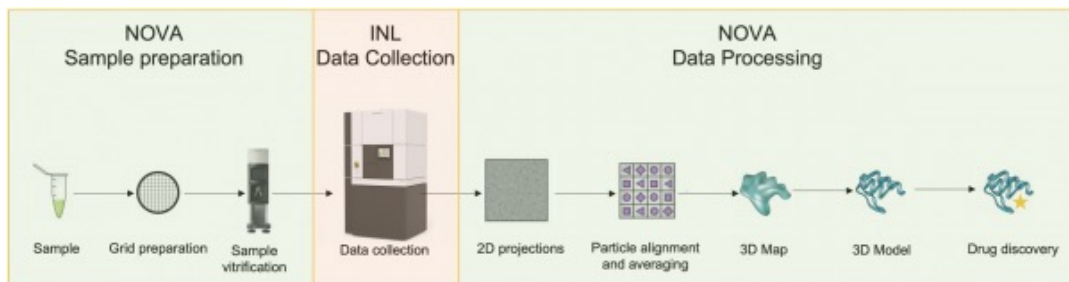 NOVA
Sample preparation
INL
Data Collection
NOVA
Data Processing
Sample
Grid preparation
Sample
vitrification
Data collection
2D projections
Particle alignment
and averaging
3D Map
3D Model
Drug discovery